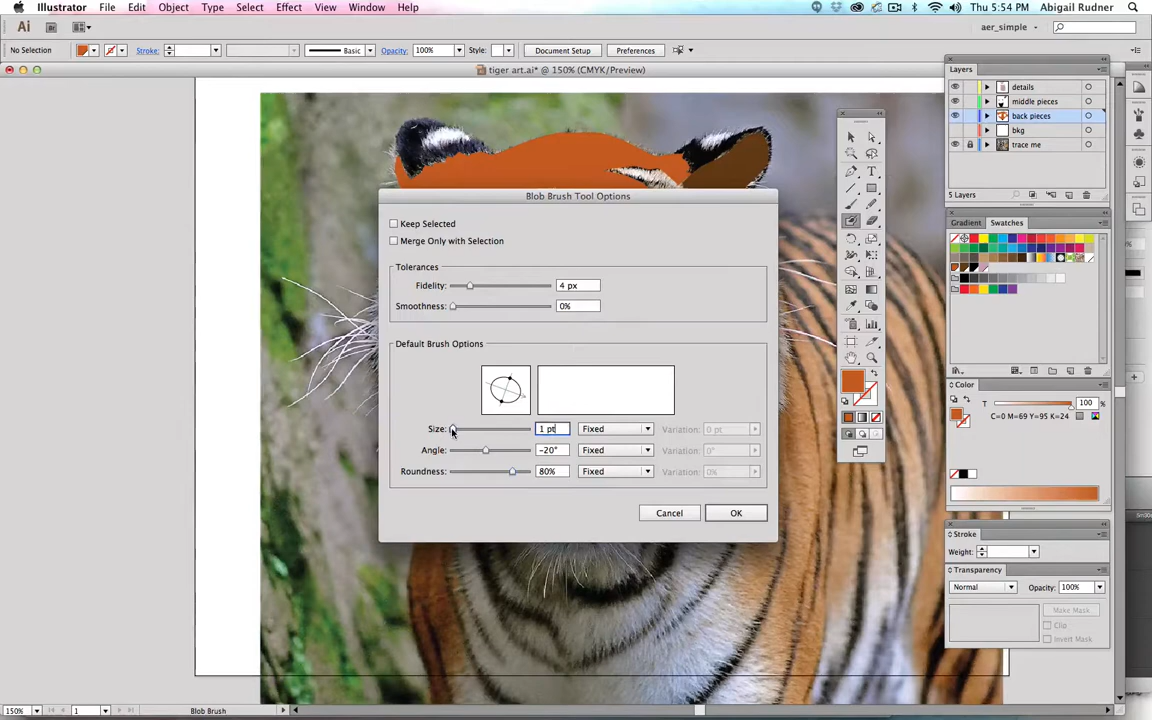 Illustrator File Edit Object Type Select Effect View Window Help Thu 5:54 PM Abigail Rudner
Ai Br aer_simple
No Selection Stroke: Basic Opacity: 100% Style: Document Setup Preferences
tiger art.ai* @ 150% (CMYK/Preview)
Layers
details
middle pieces
back pieces
bkg
trace me
5 Layers
Gradient Swatches
Blob Brush Tool Options
Keep Selected
Merge Only with Selection
Tolerances
Fidelity: 4 px
Smoothness: 0%
Default Brush Options
Size: 1 pt Fixed Variation: 0 pt
Angle: -20° Fixed Variation: 0°
Roundness: 80% Fixed Variation: 0%
Cancel OK
Color
T 100 %
C=0 M=69 Y=95 K=24
Stroke
Weight:
Transparency
Normal Opacity: 100%
Make Mask
Clip
Invert Mask
150% 1 Blob Brush